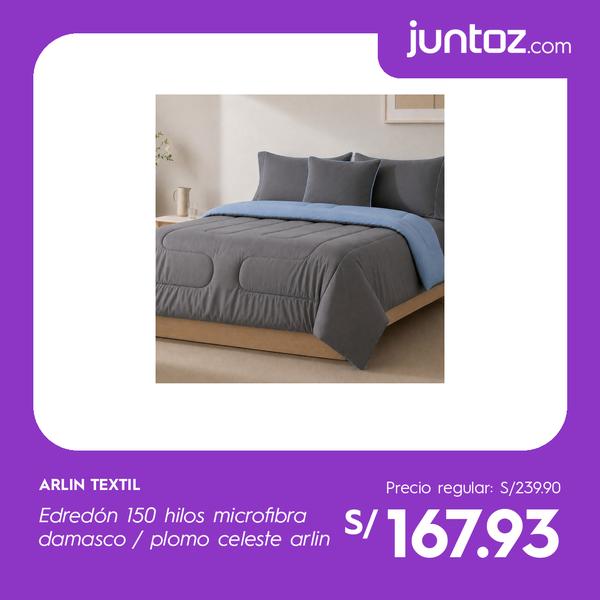 juntoz.com
ARLIN TEXTIL
Edredón 150 hilos microfibra
damasco / plomo celeste arlin
Precio regular: S/239.90
S/ 167.93